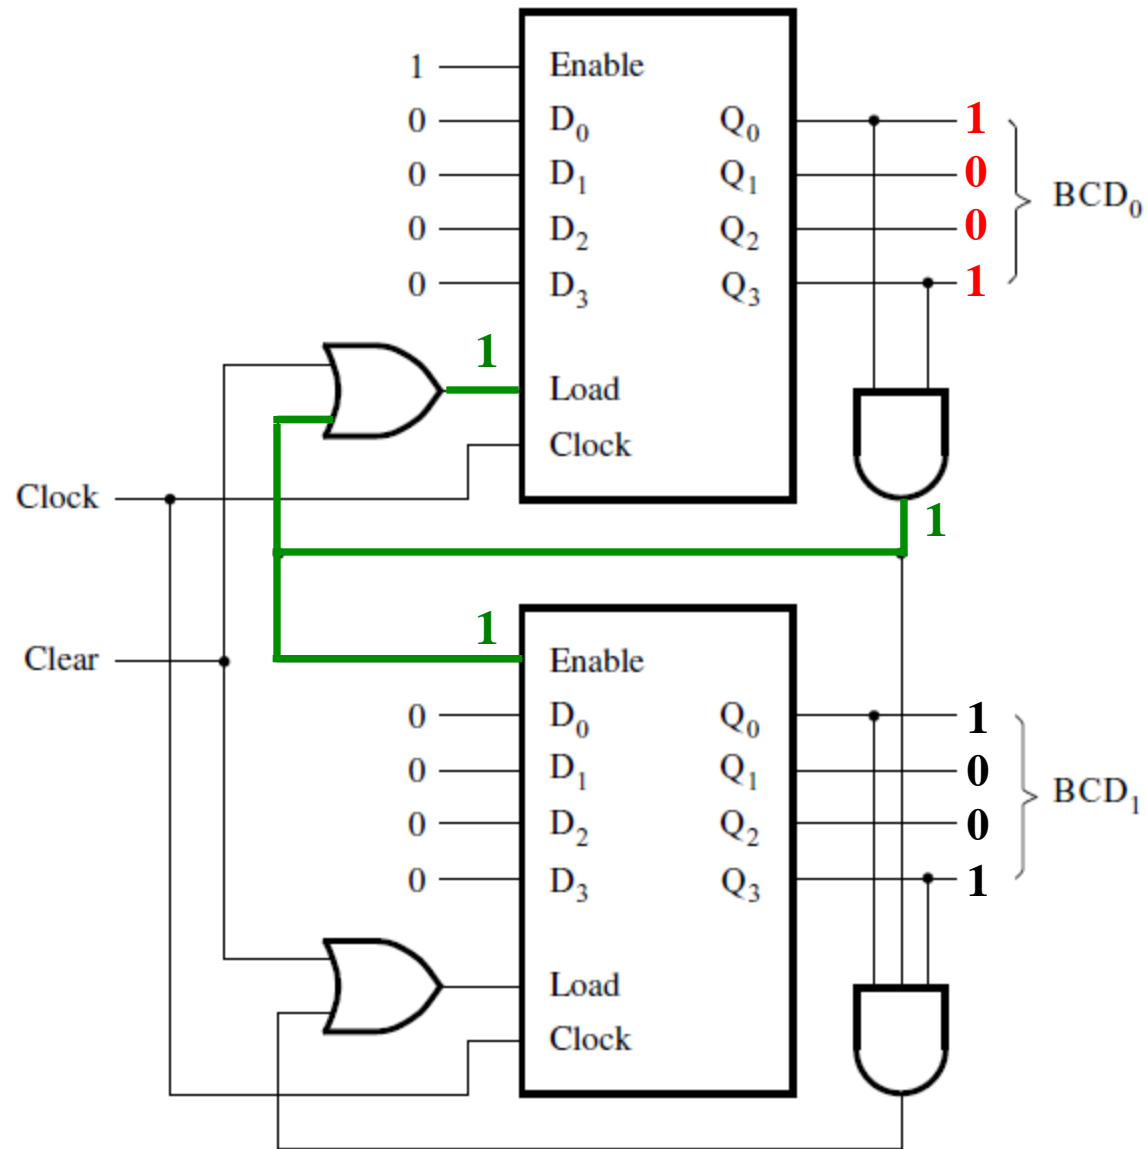 1 Enable
0 D0 Q0 1
0 D1 Q1 0
0 D2 Q2 0
0 D3 Q3 1
BCD0
1
Load
Clock
Clock
1
1
Clear
Enable
0 D0 Q0 1
0 D1 Q1 0
0 D2 Q2 0
0 D3 Q3 1
BCD1
Load
Clock